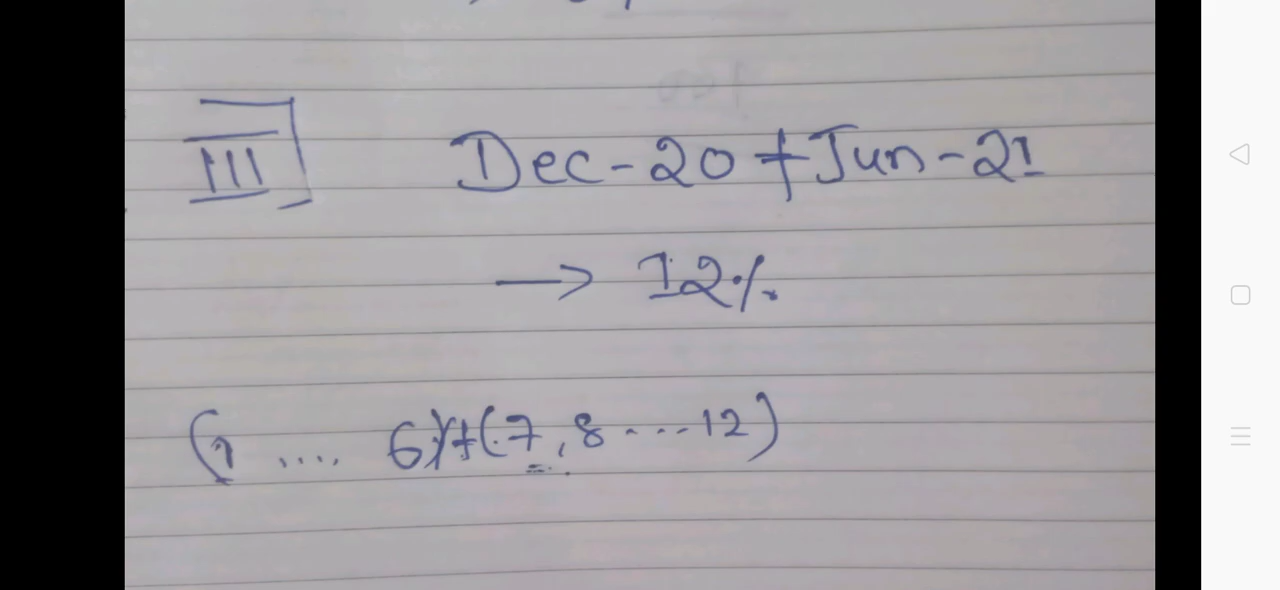 III
Dec-20 + Jun-21
→ 12%
(1 .... 6)+(7,8 ---- 12)